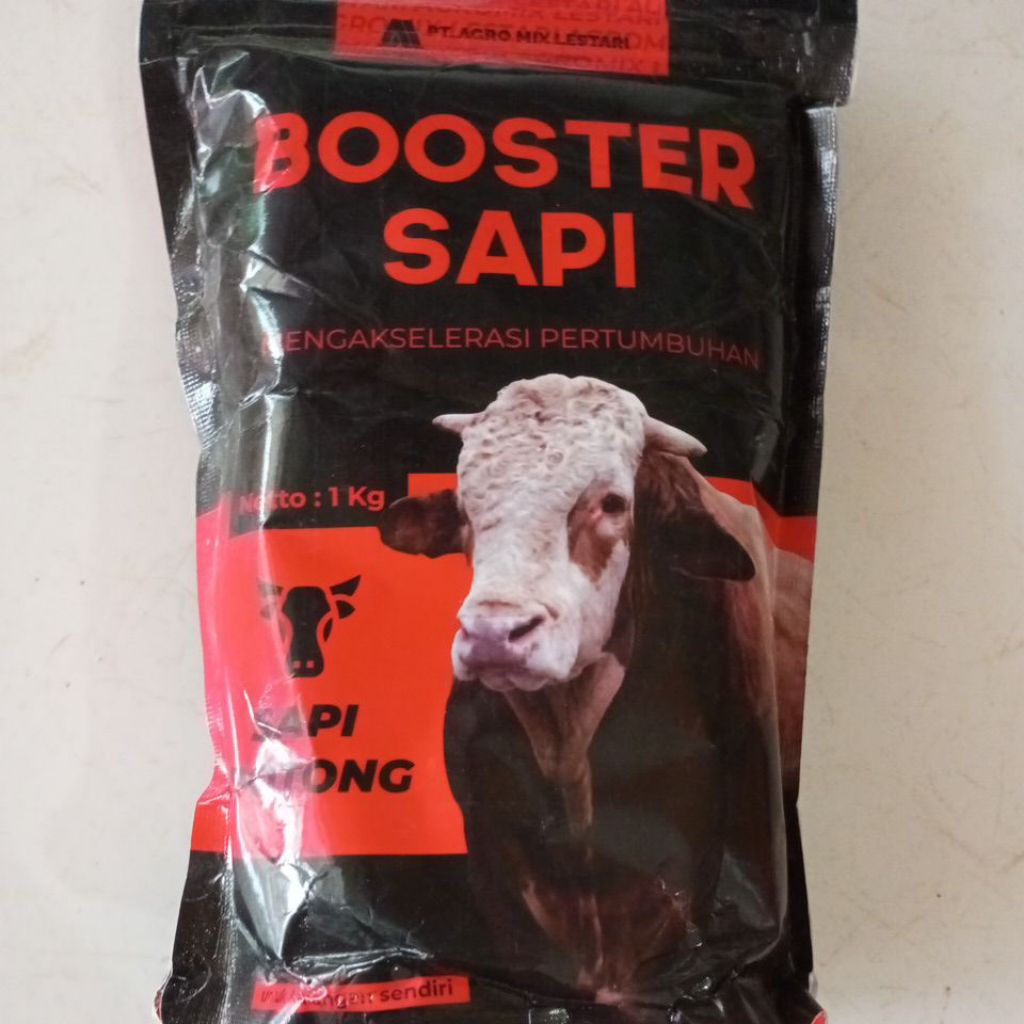 PT. AGRO MIX LESTARI
BOOSTER
SAPI
MENGAKSELERASI PERTUMBUHAN
Netto : 1 Kg
SAPI
sendiri